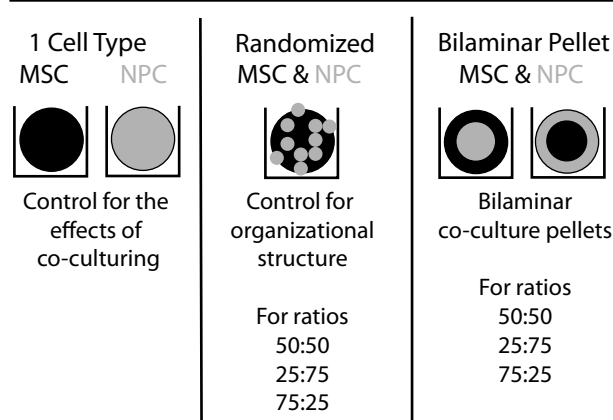 1 Cell Type
MSC NPC
Control for the
effects of
co-culturing
Randomized
MSC & NPC
Control for
organizational
structure
For ratios
50:50
25:75
75:25
Bilaminar Pellet
MSC & NPC
Bilaminar
co-culture pellets
For ratios
50:50
25:75
75:25